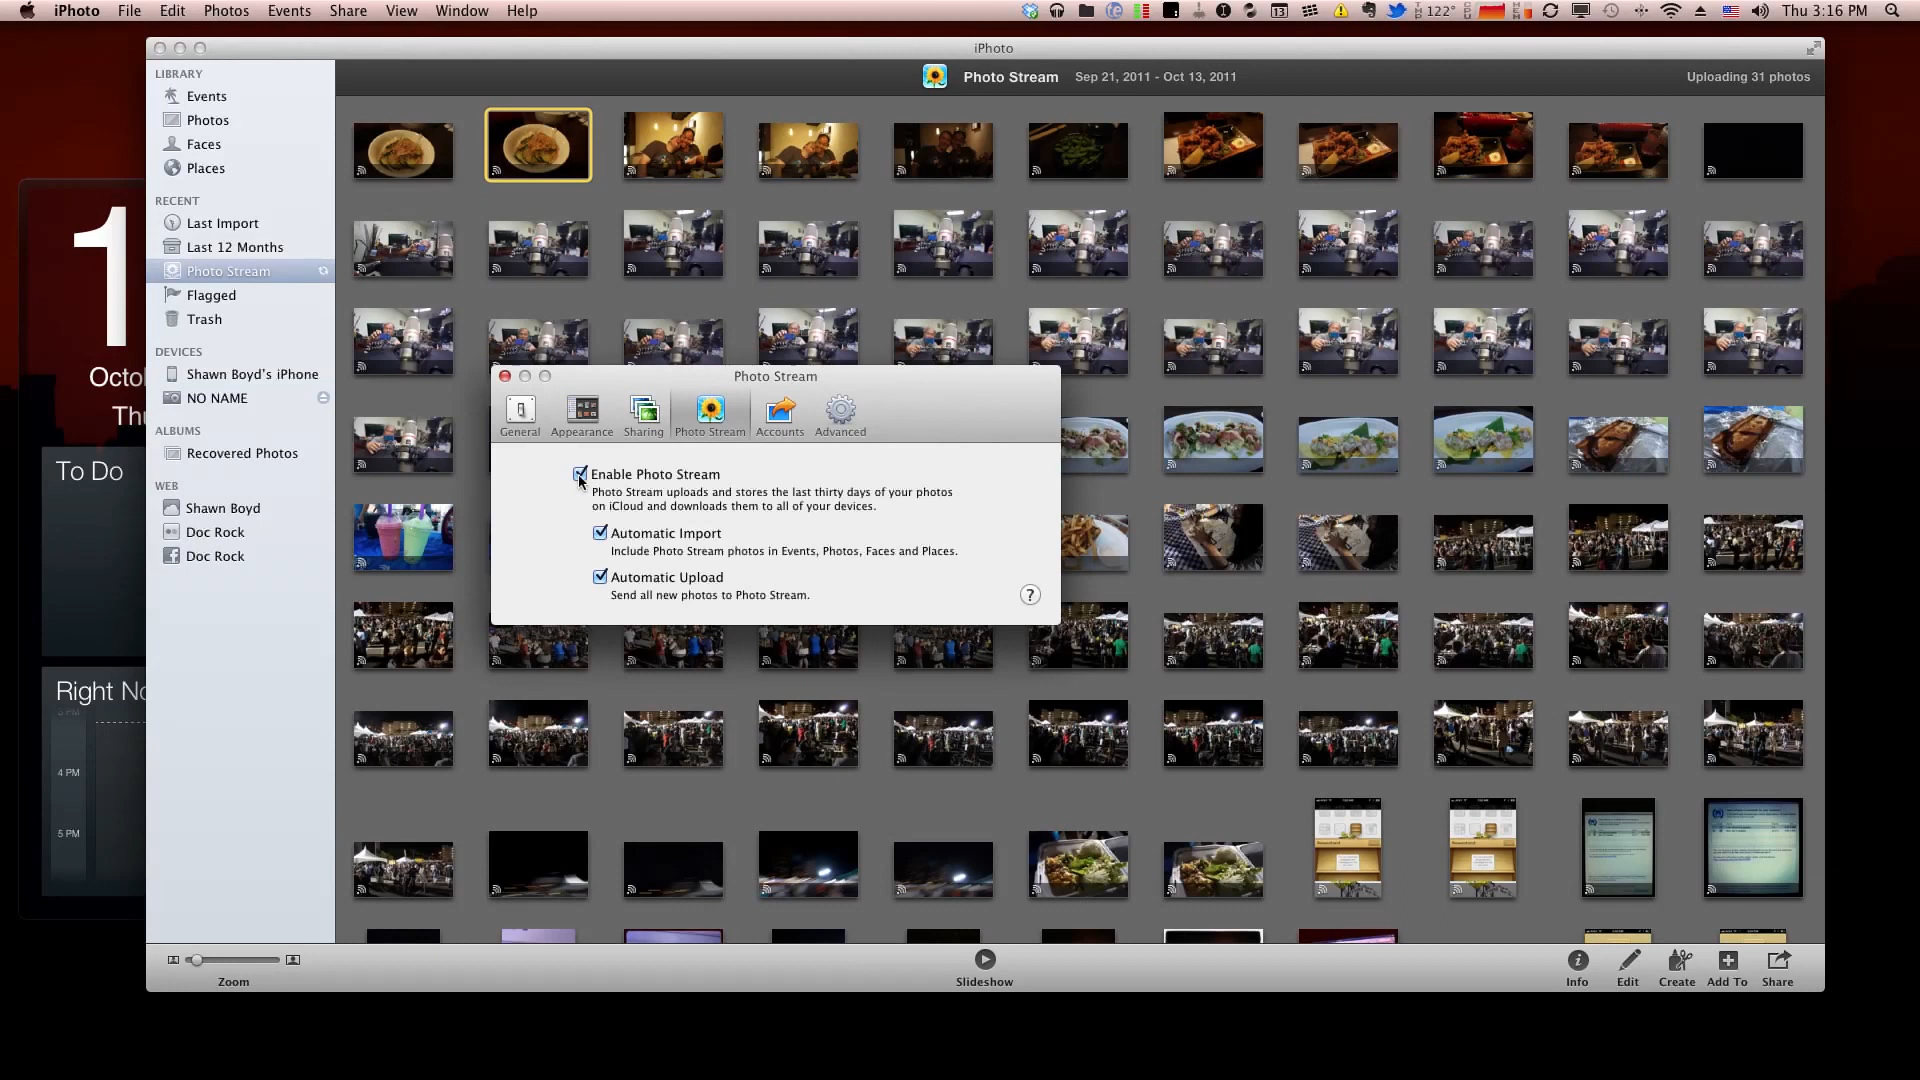 iPhoto File Edit Photos Events Share View Window Help
13
122°
Thu 3:16 PM
iPhoto
LIBRARY
Events
Photos
Faces
Places
RECENT
Last Import
Last 12 Months
Photo Stream
Flagged
Trash
DEVICES
Shawn Boyd's iPhone
NO NAME
ALBUMS
Recovered Photos
WEB
Shawn Boyd
Doc Rock
Doc Rock
Photo Stream Sep 21, 2011 - Oct 13, 2011
Uploading 31 photos
Photo Stream
General Appearance Sharing Photo Stream Accounts Advanced
Enable Photo Stream
Photo Stream uploads and stores the last thirty days of your photos
on iCloud and downloads them to all of your devices.
Automatic Import
Include Photo Stream photos in Events, Photos, Faces and Places.
Automatic Upload
Send all new photos to Photo Stream.
?
1
Octo
Thu
To Do
Right No
3 PM
4 PM
5 PM
Zoom
Slideshow
Info Edit Create Add To Share